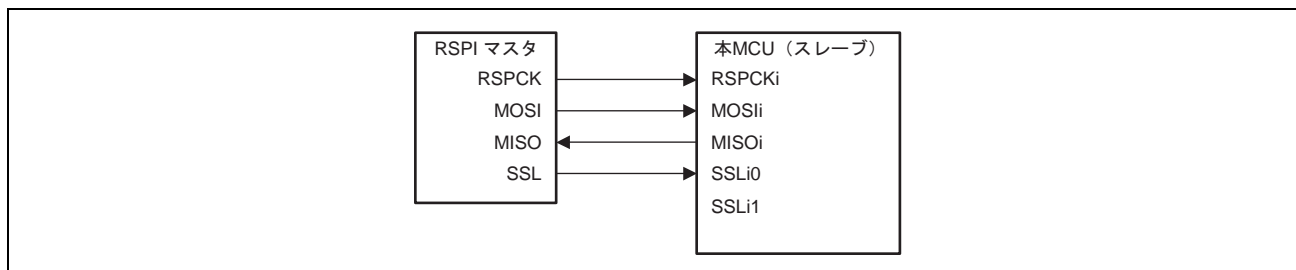 RSPI マスタ 本MCU(スレーブ)
RSPCK RSPCKi
MOSI MOSIi
MISO MISOi
SSL SSLi0
SSLi1